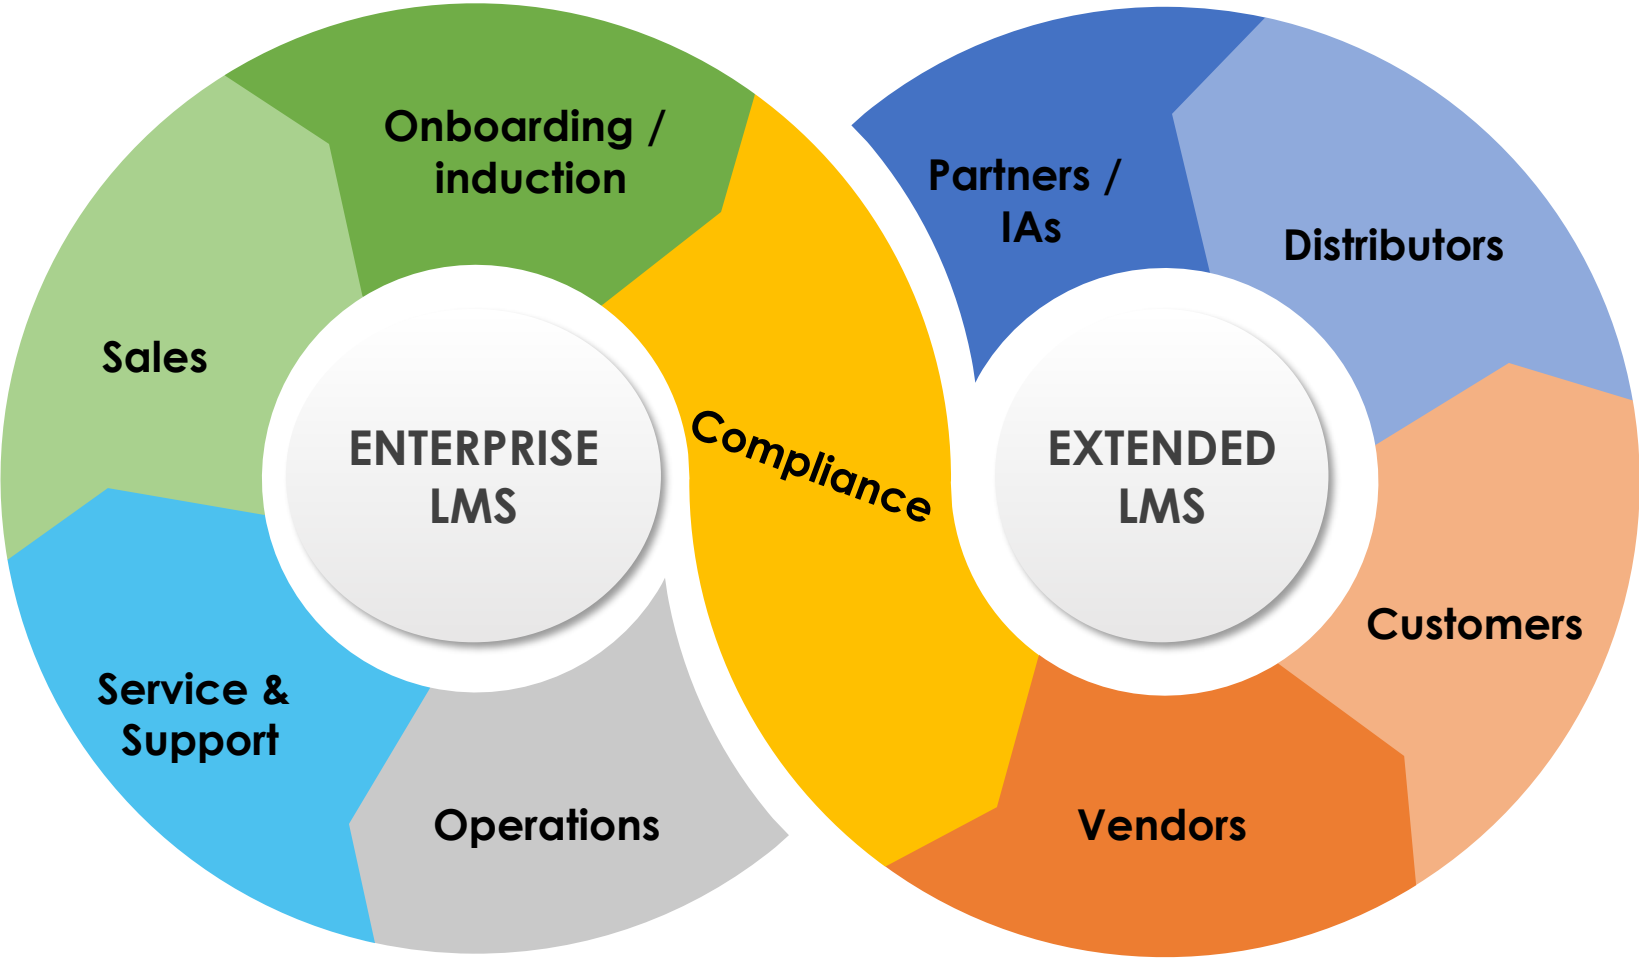 Onboarding /
induction
Sales
ENTERPRISE
LMS
Service &
Support
Operations
Compliance
Partners /
IAs
Distributors
EXTENDED
LMS
Customers
Vendors